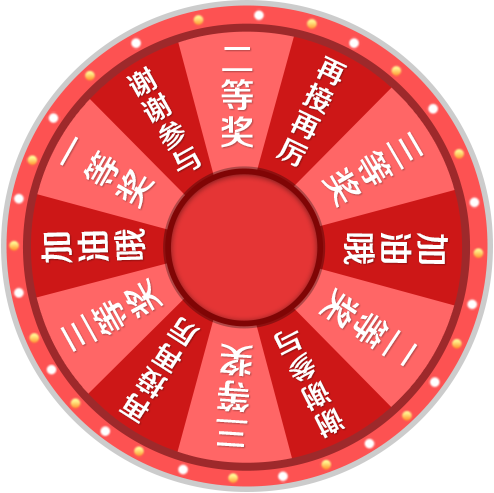 二等奖
再接再厉
三等奖
加油哦
二等奖
谢谢参与
三等奖
再接再厉
三等奖
加油哦
一等奖
谢谢参与